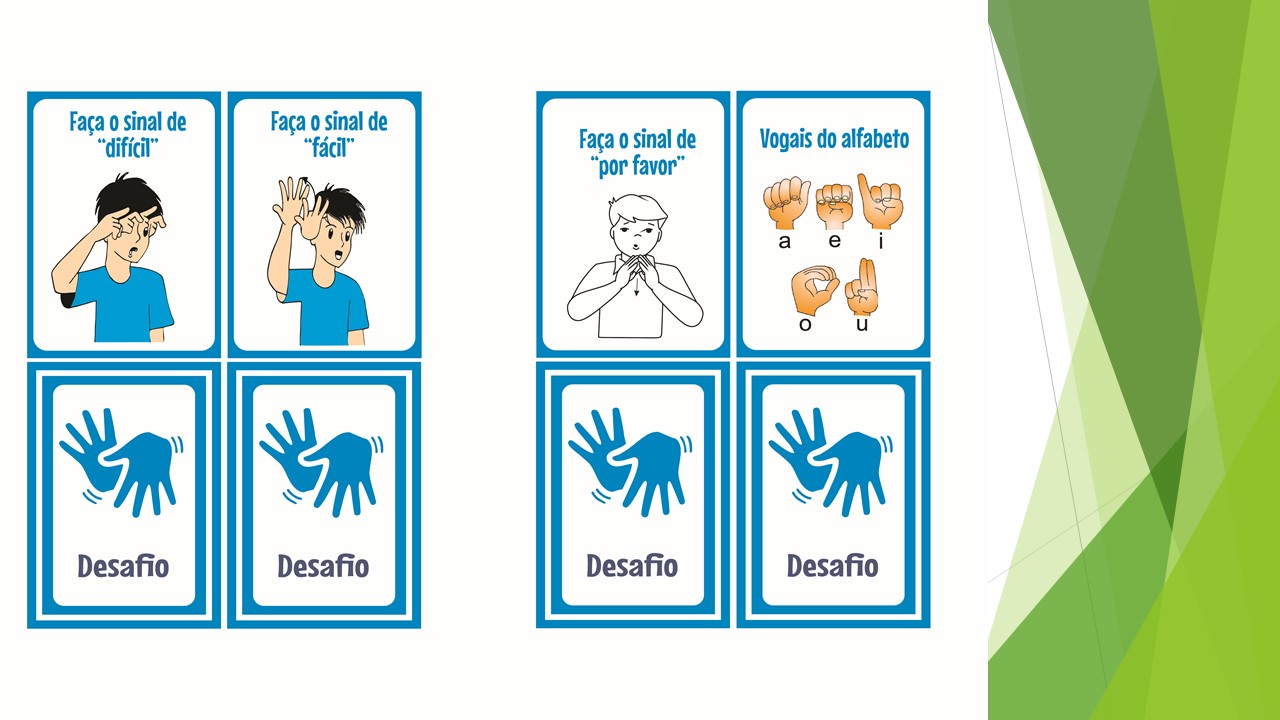 Faça o sinal de
“difícil”
Faça o sinal de
“fácil”
Faça o sinal de
“por favor”
Vogais do alfabeto
a e i
o u
Desafio
Desafio
Desafio
Desafio